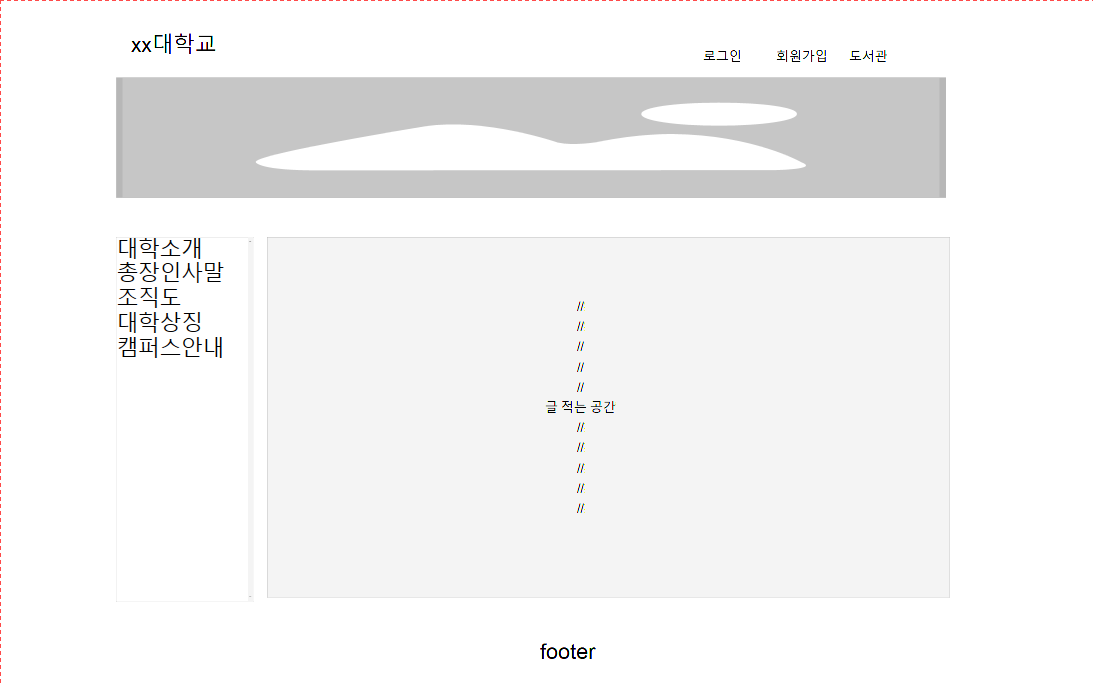 xx대학교
로그인 회원가입 도서관
대학소개
총장인사말
조직도
대학상징
캠퍼스안내
//
//
//
//
//
글 적는 공간
//
//
//
//
//
footer